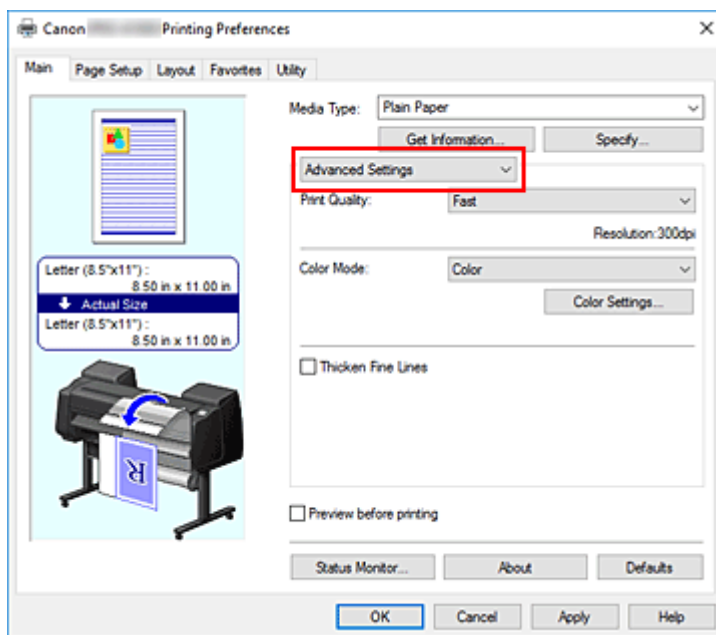 Canon Printing Preferences
Main Page Setup Layout Favorites Utility
Media Type: Plain Paper
Get Information... Specify...
Advanced Settings
Print Quality: Fast
Resolution:300dpi
Letter (8.5"x11") :
8.50 in x 11.00 in
Actual Size
Letter (8.5"x11") :
8.50 in x 11.00 in
Color Mode: Color
Color Settings...
Thicken Fine Lines
R
Preview before printing
Status Monitor... About Defaults
OK Cancel Apply Help